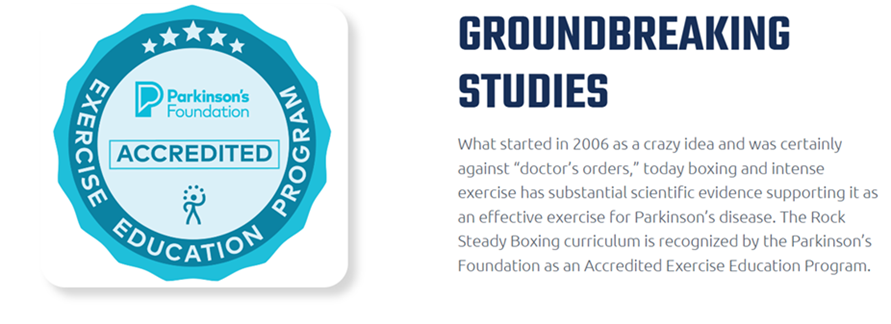 Parkinson's
Foundation
ACCREDITED
EXERCISE EDUCATION PROGRAM
GROUNDBREAKING
STUDIES
What started in 2006 as a crazy idea and was certainly
against “doctor’s orders,” today boxing and intense
exercise has substantial scientific evidence supporting it as
an effective exercise for Parkinson’s disease. The Rock
Steady Boxing curriculum is recognized by the Parkinson’s
Foundation as an Accredited Exercise Education Program.